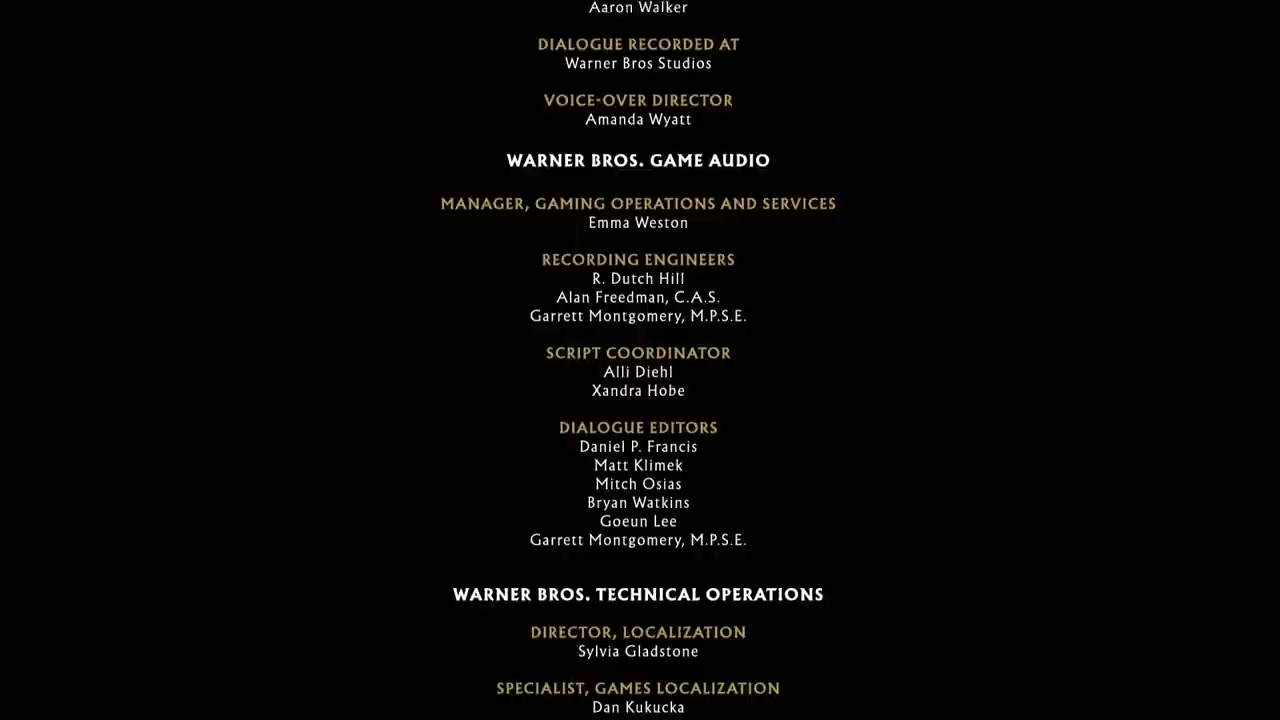 Aaron Walker
DIALOGUE RECORDED AT
Warner Bros Studios
VOICE-OVER DIRECTOR
Amanda Wyatt
WARNER BROS. GAME AUDIO
MANAGER, GAMING OPERATIONS AND SERVICES
Emma Weston
RECORDING ENGINEERS
R. Dutch Hill
Alan Freedman, C.A.S.
Garrett Montgomery, M.P.S.E.
SCRIPT COORDINATOR
Alli Diehl
Xandra Hobe
DIALOGUE EDITORS
Daniel P. Francis
Matt Klimek
Mitch Osias
Bryan Watkins
Goeun Lee
Garrett Montgomery, M.P.S.E.
WARNER BROS. TECHNICAL OPERATIONS
DIRECTOR, LOCALIZATION
Sylvia Gladstone
SPECIALIST, GAMES LOCALIZATION
Dan Kukucka